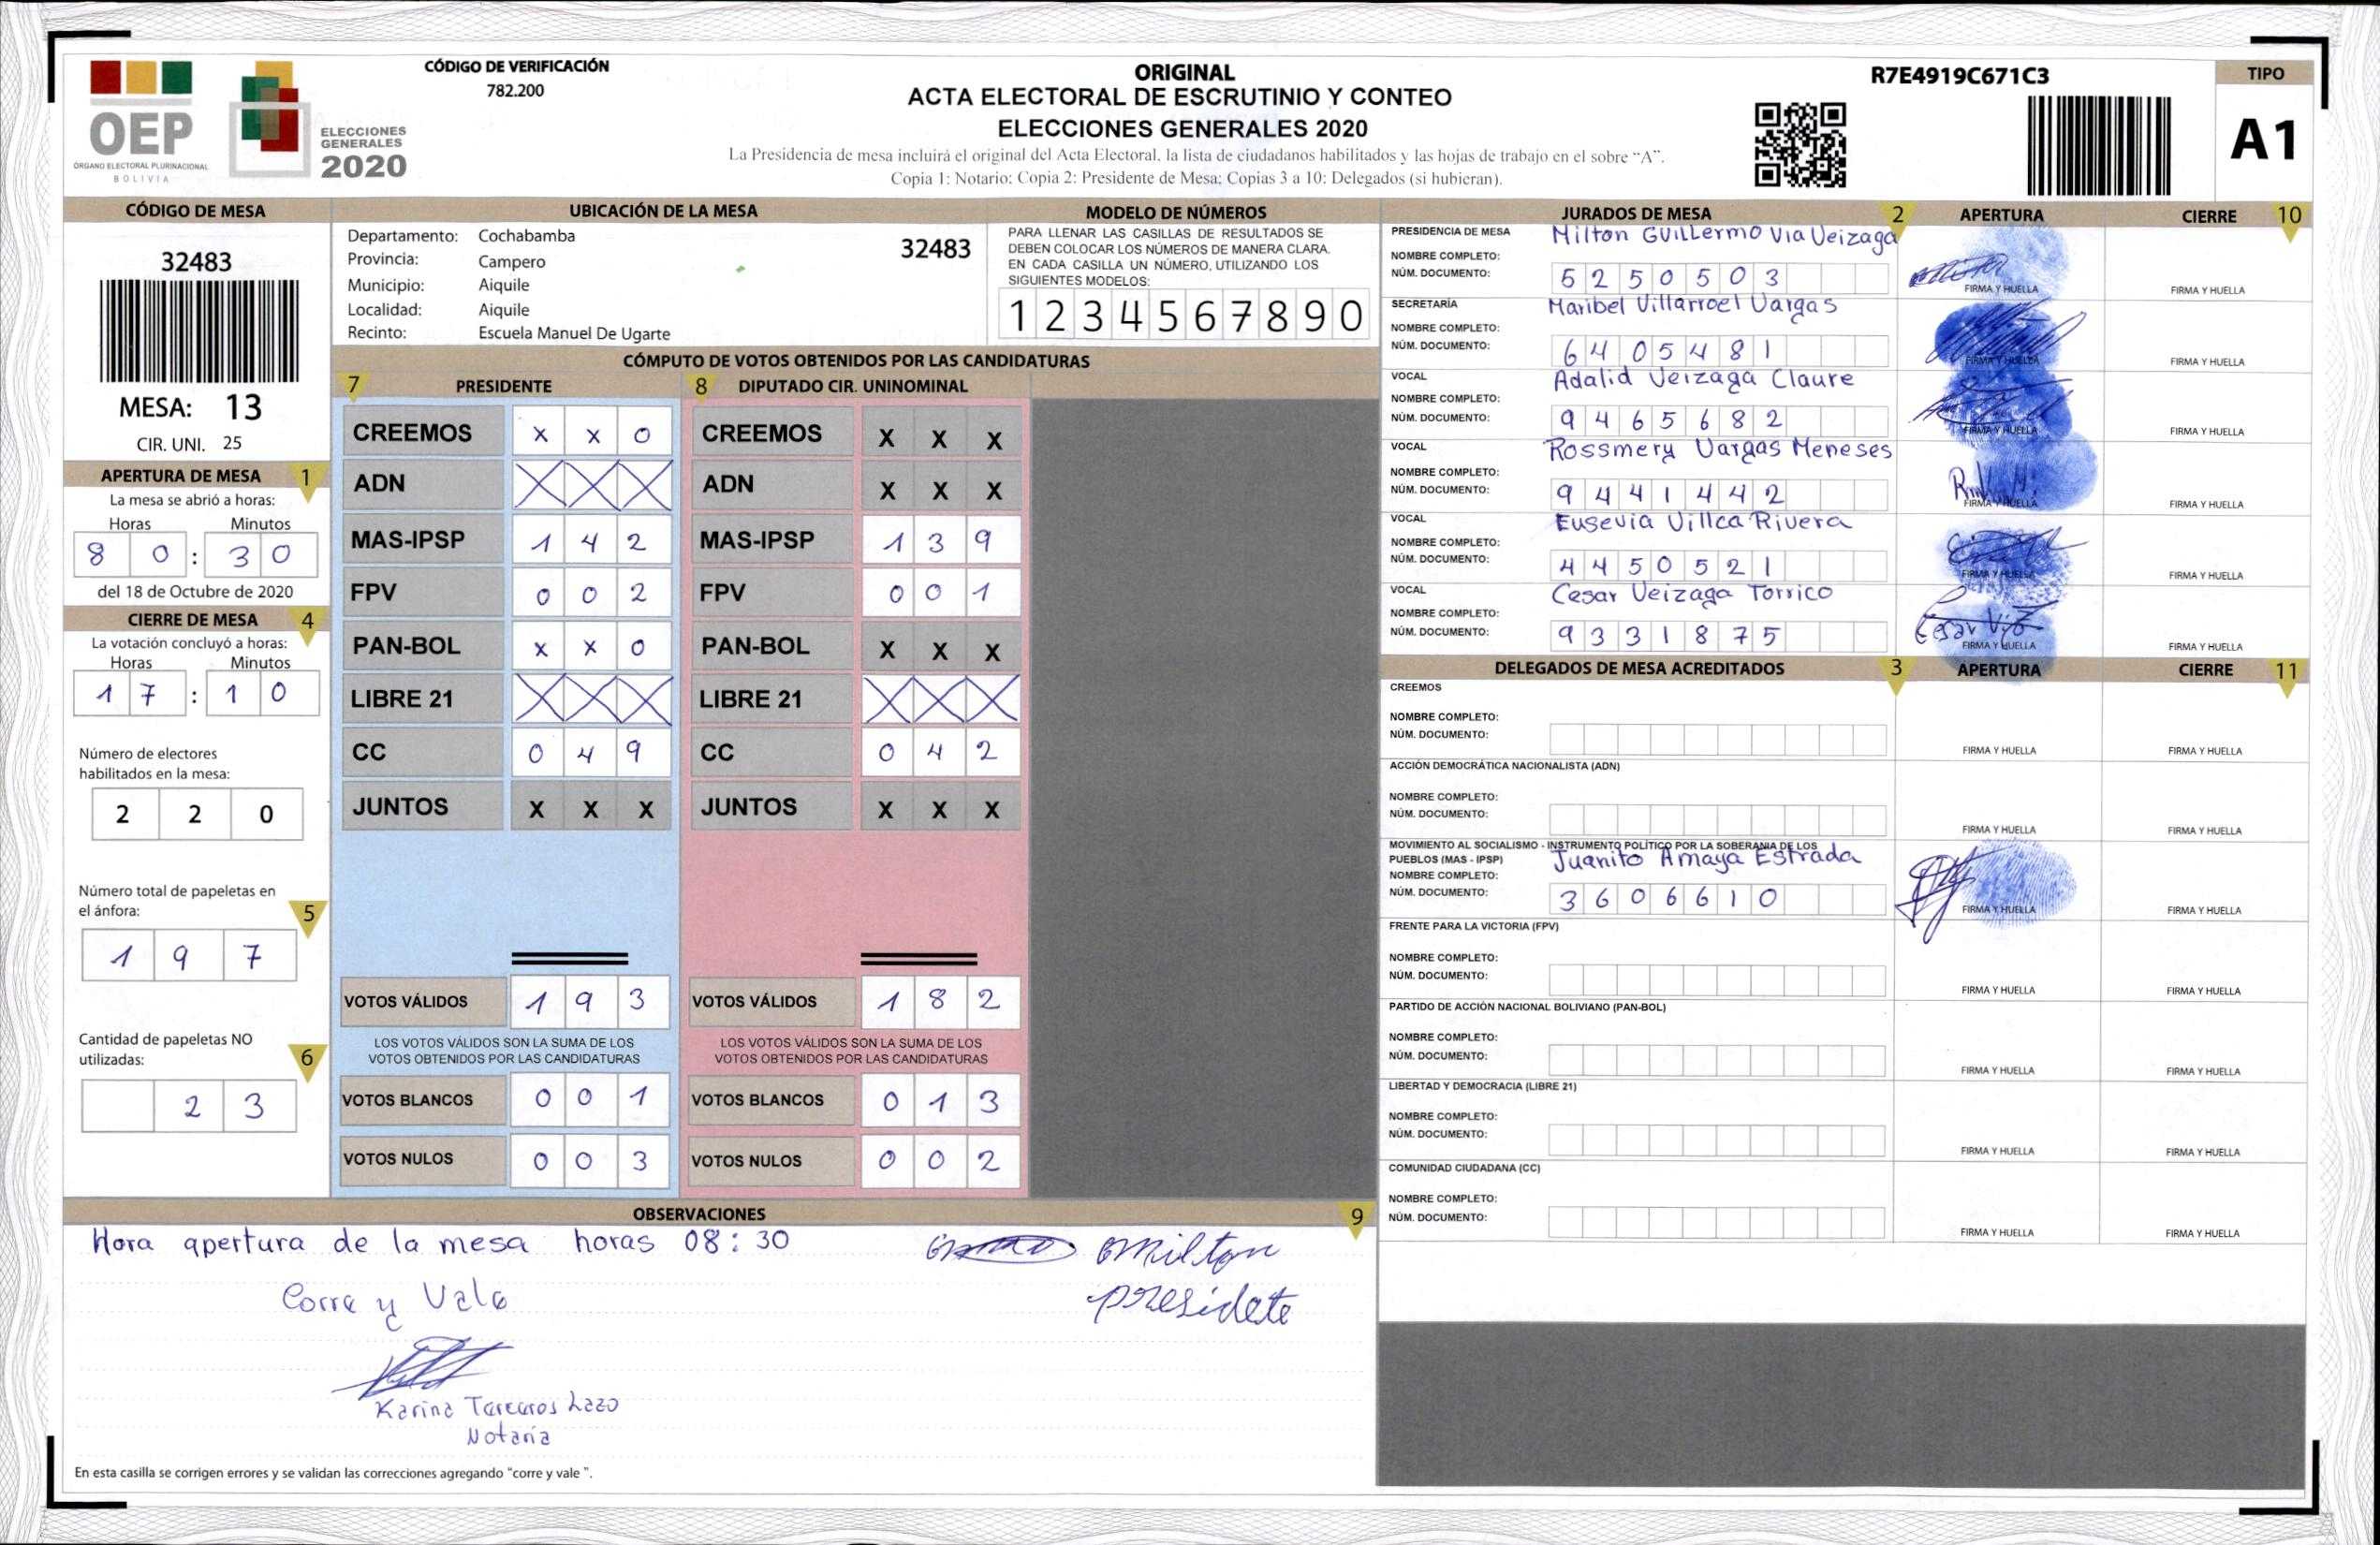 CÓDIGO DE VERIFICACIÓN
782.200
ORIGINAL
ACTA ELECTORAL DE ESCRUTINIO Y CONTEO
ELECCIONES GENERALES 2020
La Presidencia de mesa incluirá el original del Acta Electoral, la lista de ciudadanos habilitados y las hojas de trabajo en el sobre “A”.
Copia 1: Notario; Copia 2: Presidente de Mesa; Copias 3 a 10: Delegados (si hubieran).
R7E4919C671C3
TIPO
A1
OEP
ÓRGANO ELECTORAL PLURINACIONAL
BOLIVIA
ELECCIONES
GENERALES
2020
CÓDIGO DE MESA
32483
MESA: 13
CIR. UNI. 25
APERTURA DE MESA 1
La mesa se abrió a horas:
Horas Minutos
8 0 : 3 0
del 18 de Octubre de 2020
CIERRE DE MESA 4
La votación concluyó a horas:
Horas Minutos
1 7 : 1 0
Número de electores
habilitados en la mesa:
2 2 0
Número total de papeletas en
el ánfora: 5
1 9 7
Cantidad de papeletas NO
utilizadas: 6
2 3
UBICACIÓN DE LA MESA
Departamento: Cochabamba
Provincia: Campero
Municipio: Aiquile
Localidad: Aiquile
Recinto: Escuela Manuel De Ugarte
32483
MODELO DE NÚMEROS
PARA LLENAR LAS CASILLAS DE RESULTADOS SE
DEBEN COLOCAR LOS NÚMEROS DE MANERA CLARA.
EN CADA CASILLA UN NÚMERO, UTILIZANDO LOS
SIGUIENTES MODELOS:
1 2 3 4 5 6 7 8 9 0
CÓMPUTO DE VOTOS OBTENIDOS POR LAS CANDIDATURAS
7 PRESIDENTE 8 DIPUTADO CIR. UNINOMINAL
CREEMOS X X 0 CREEMOS X X X
ADN X X X ADN X X X
MAS-IPSP 1 4 2 MAS-IPSP 1 3 9
FPV 0 0 2 FPV 0 0 1
PAN-BOL X X 0 PAN-BOL X X X
LIBRE 21 X X X LIBRE 21 X X X
CC 0 4 9 CC 0 4 2
JUNTOS X X X JUNTOS X X X
VOTOS VÁLIDOS 1 9 3 VOTOS VÁLIDOS 1 8 2
LOS VOTOS VÁLIDOS SON LA SUMA DE LOS LOS VOTOS VÁLIDOS SON LA SUMA DE LOS
VOTOS OBTENIDOS POR LAS CANDIDATURAS VOTOS OBTENIDOS POR LAS CANDIDATURAS
VOTOS BLANCOS 0 0 1 VOTOS BLANCOS 0 1 3
VOTOS NULOS 0 0 3 VOTOS NULOS 0 0 2
OBSERVACIONES 9
Hora apertura de la mesa horas 08:30 Milton
Corre y Vale presidete
Karina Terceros Lazo
Notaria
En esta casilla se corrigen errores y se validan las correcciones agregando “corre y vale ”.
JURADOS DE MESA 2 APERTURA CIERRE 10
PRESIDENCIA DE MESA Milton Guillermo Via Veizaga
NOMBRE COMPLETO:
NÚM. DOCUMENTO: 5 2 5 0 5 0 3 FIRMA Y HUELLA FIRMA Y HUELLA
SECRETARÍA Maribel Villarroel Vargas
NOMBRE COMPLETO:
NÚM. DOCUMENTO: 6 4 0 5 4 8 1 FIRMA Y HUELLA FIRMA Y HUELLA
VOCAL Adalid Veizaga Claure
NOMBRE COMPLETO:
NÚM. DOCUMENTO: 9 4 6 5 6 8 2 FIRMA Y HUELLA FIRMA Y HUELLA
VOCAL Rossmery Vargas Meneses
NOMBRE COMPLETO:
NÚM. DOCUMENTO: 9 4 4 1 4 4 2 FIRMA Y HUELLA FIRMA Y HUELLA
VOCAL Eusevia Villca Rivera
NOMBRE COMPLETO:
NÚM. DOCUMENTO: 4 4 5 0 5 2 1 FIRMA Y HUELLA FIRMA Y HUELLA
VOCAL Cesar Veizaga Torrico
NOMBRE COMPLETO:
NÚM. DOCUMENTO: 9 3 3 1 8 7 5 FIRMA Y HUELLA FIRMA Y HUELLA
DELEGADOS DE MESA ACREDITADOS 3 APERTURA CIERRE 11
CREEMOS
NOMBRE COMPLETO:
NÚM. DOCUMENTO: FIRMA Y HUELLA FIRMA Y HUELLA
ACCIÓN DEMOCRÁTICA NACIONALISTA (ADN)
NOMBRE COMPLETO:
NÚM. DOCUMENTO: FIRMA Y HUELLA FIRMA Y HUELLA
MOVIMIENTO AL SOCIALISMO - INSTRUMENTO POLÍTICO POR LA SOBERANIA DE LOS
PUEBLOS (MAS - IPSP) Juanito Amaya Estrada
NOMBRE COMPLETO:
NÚM. DOCUMENTO: 3 6 0 6 6 1 0 FIRMA Y HUELLA FIRMA Y HUELLA
FRENTE PARA LA VICTORIA (FPV)
NOMBRE COMPLETO:
NÚM. DOCUMENTO: FIRMA Y HUELLA FIRMA Y HUELLA
PARTIDO DE ACCIÓN NACIONAL BOLIVIANO (PAN-BOL)
NOMBRE COMPLETO:
NÚM. DOCUMENTO: FIRMA Y HUELLA FIRMA Y HUELLA
LIBERTAD Y DEMOCRACIA (LIBRE 21)
NOMBRE COMPLETO:
NÚM. DOCUMENTO: FIRMA Y HUELLA FIRMA Y HUELLA
COMUNIDAD CIUDADANA (CC)
NOMBRE COMPLETO:
NÚM. DOCUMENTO: FIRMA Y HUELLA FIRMA Y HUELLA